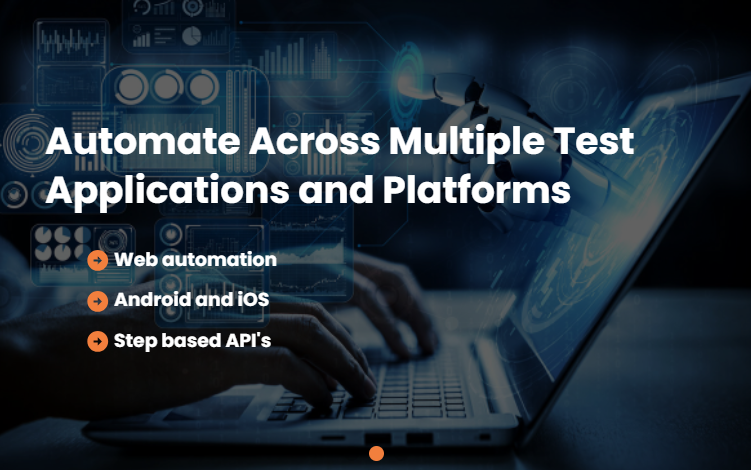 Automate Across Multiple Test
Applications and Platforms
Web automation
Android and iOS
Step based API's